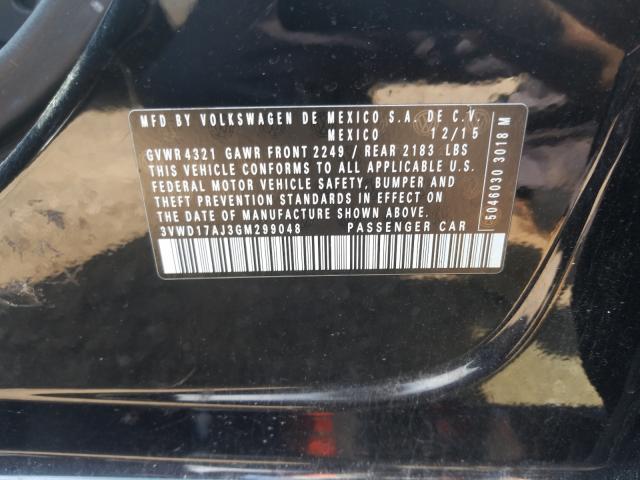 MFD BY VOLKSWAGEN DE MEXICO S.A. DE C.V.
MEXICO 12/15
GVWR 4321 GAWR FRONT 2249 / REAR 2183 LBS
THIS VEHICLE CONFORMS TO ALL APPLICABLE U.S.
FEDERAL MOTOR VEHICLE SAFETY, BUMPER AND
THEFT PREVENTION STANDARDS IN EFFECT ON
THE DATE OF MANUFACTURE SHOWN ABOVE.
3VWD17AJ3GM299048 PASSENGER CAR
5046030 3018 M